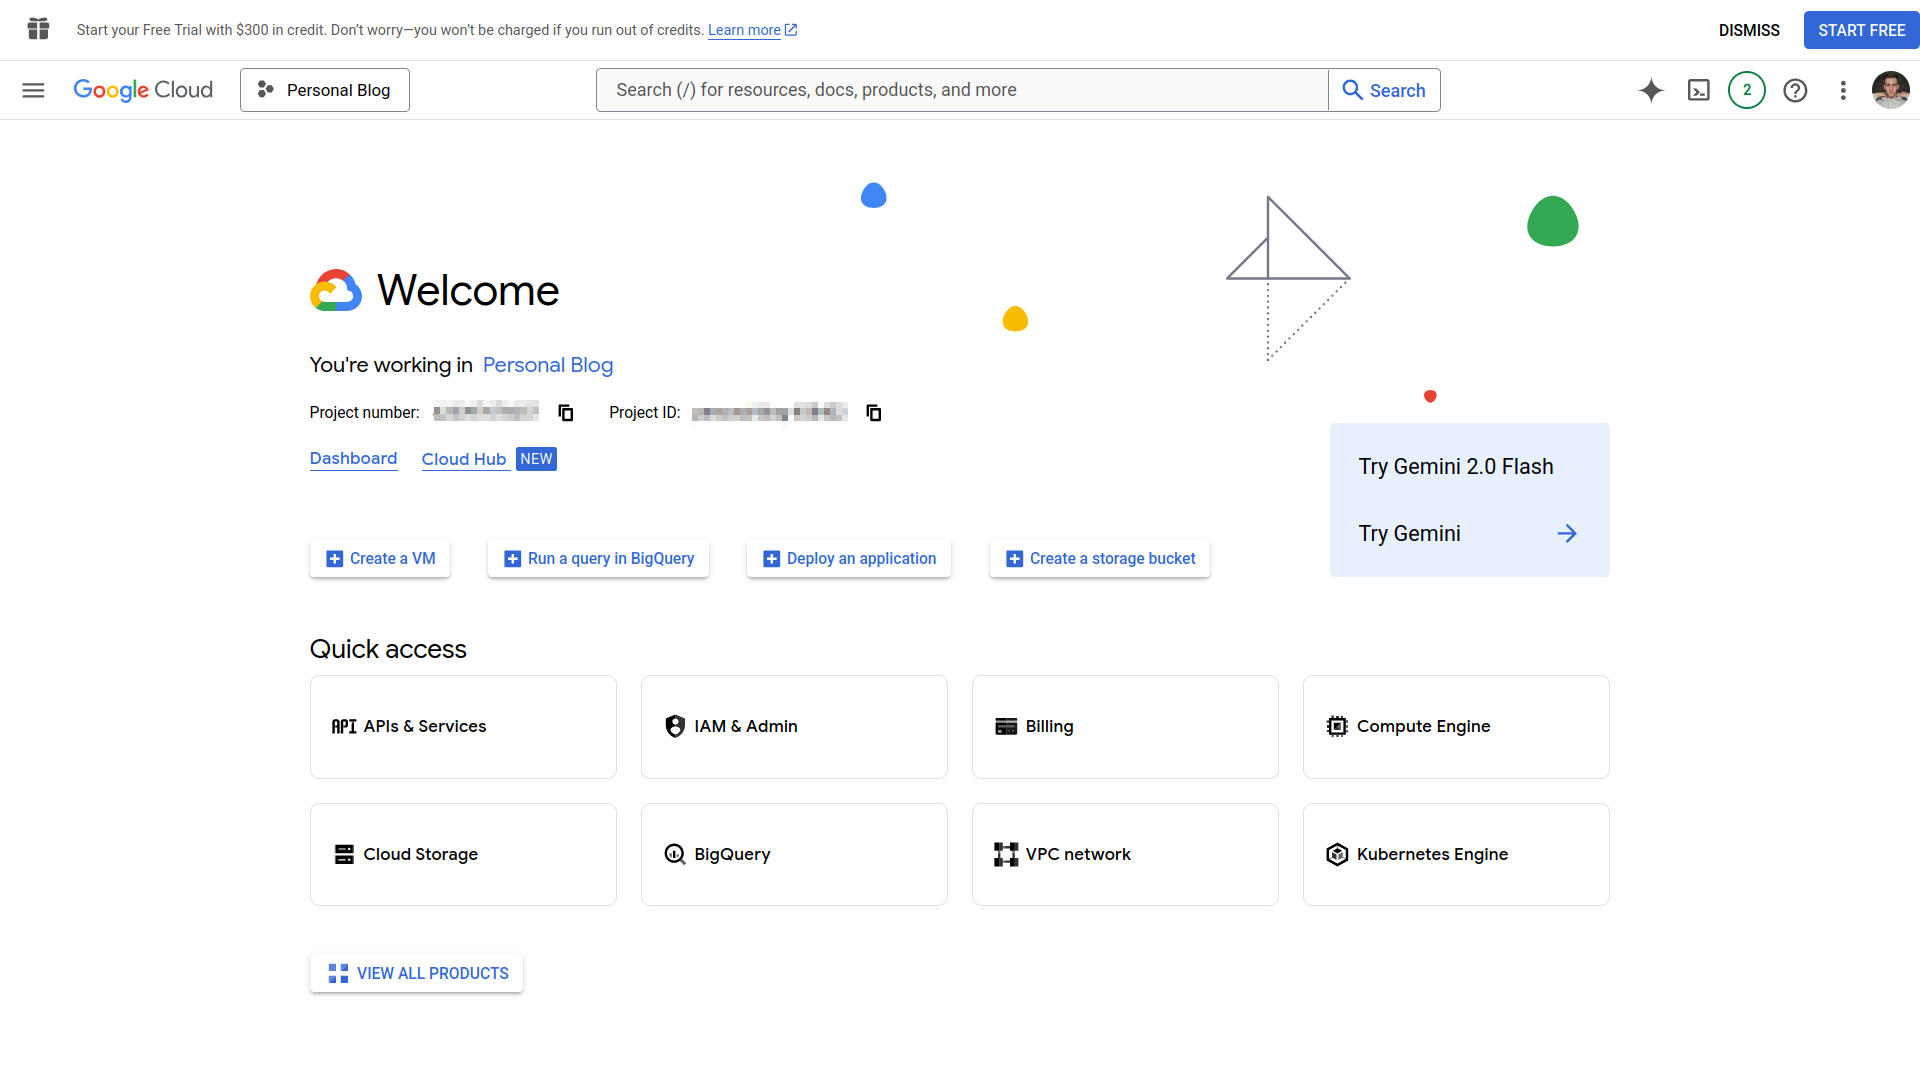 Start your Free Trial with $300 in credit. Don't worry—you won't be charged if you run out of credits. Learn more
DISMISS
START FREE
Google Cloud
Personal Blog
Search (/) for resources, docs, products, and more
Search
2
Welcome
You're working in Personal Blog
Project number:
Project ID:
Dashboard
Cloud Hub NEW
Try Gemini 2.0 Flash
Try Gemini
Create a VM
Run a query in BigQuery
Deploy an application
Create a storage bucket
Quick access
API APIs & Services
IAM & Admin
Billing
Compute Engine
Cloud Storage
BigQuery
VPC network
Kubernetes Engine
VIEW ALL PRODUCTS